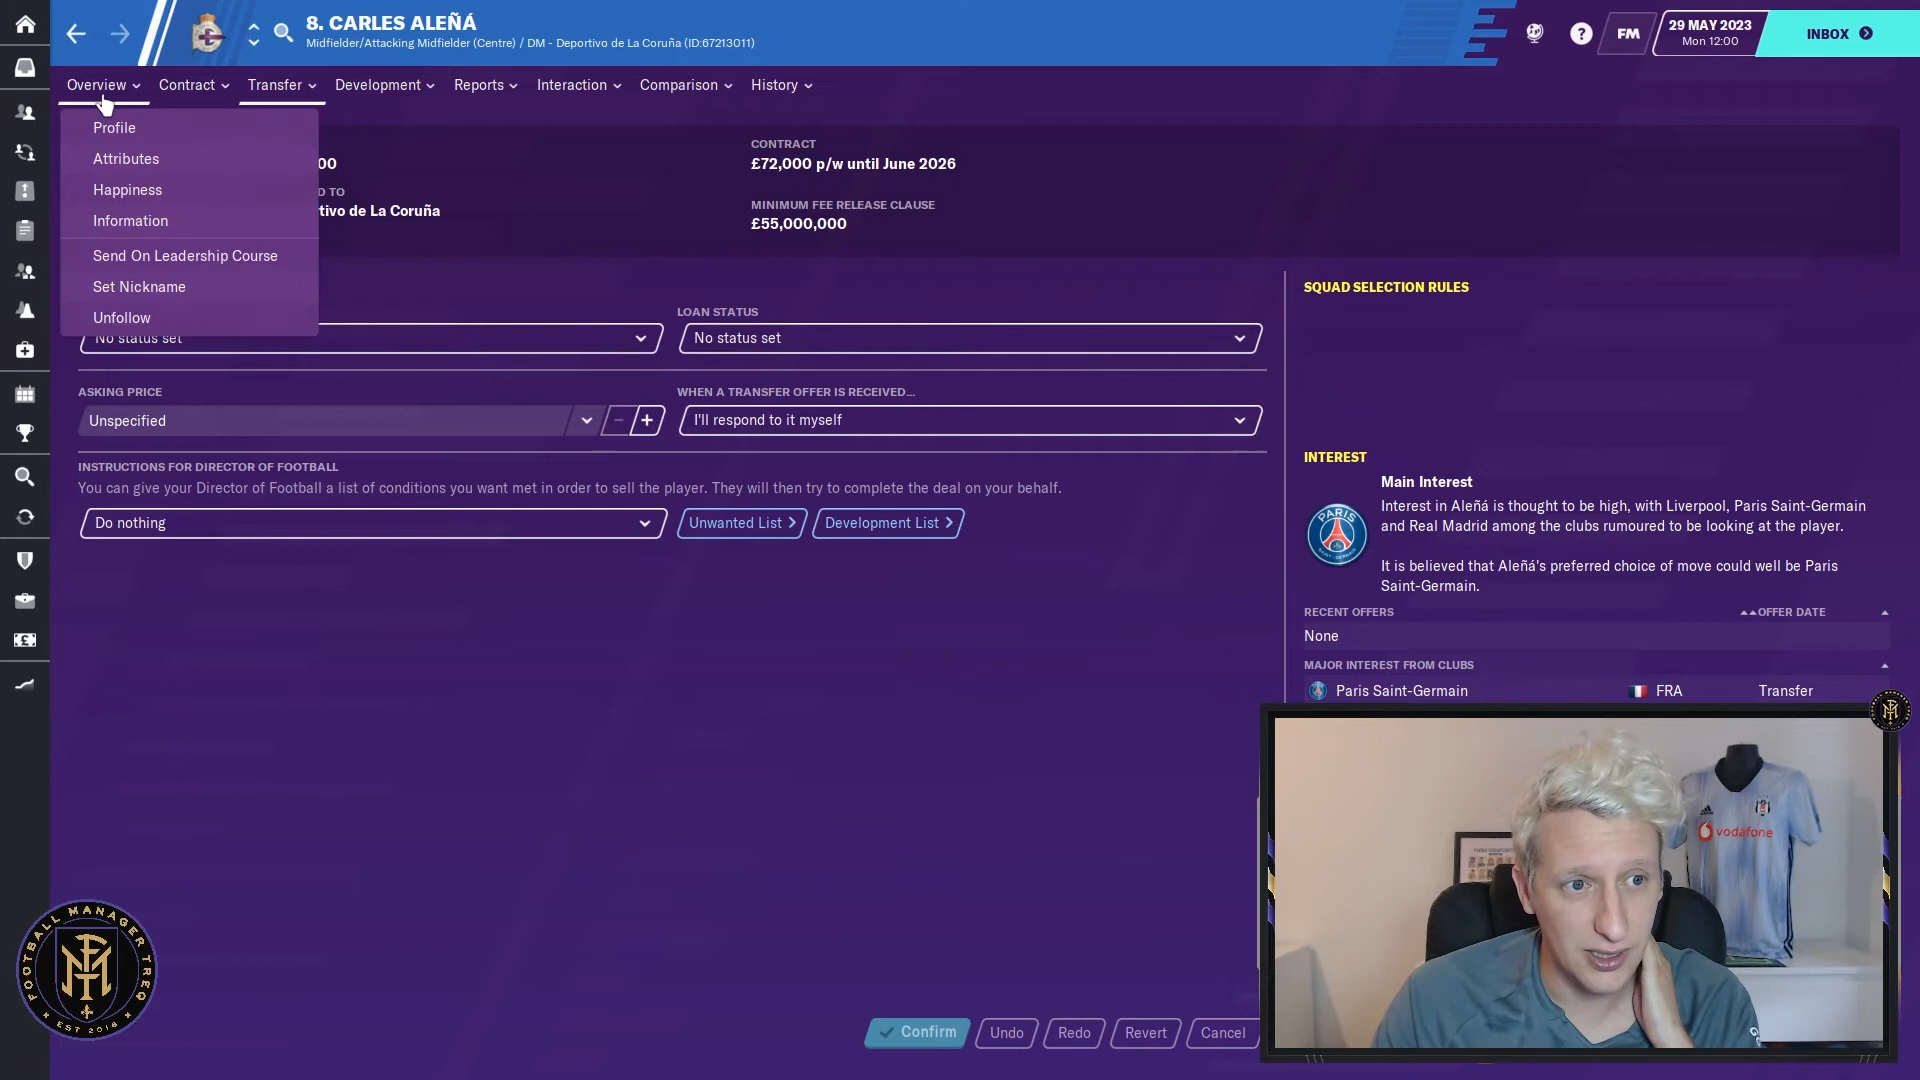 8. CARLES ALEÑÁ
Midfielder/Attacking Midfielder (Centre) / DM - Deportivo de La Coruña (ID:67213011)
FM
29 MAY 2023
Mon 12:00
INBOX
Overview
Contract
Transfer
Development
Reports
Interaction
Comparison
History
Profile
Attributes
Happiness
Information
Send On Leadership Course
Set Nickname
Unfollow
00
D TO
tivo de La Coruña
CONTRACT
£72,000 p/w until June 2026
MINIMUM FEE RELEASE CLAUSE
£55,000,000
No status set
LOAN STATUS
No status set
ASKING PRICE
Unspecified
WHEN A TRANSFER OFFER IS RECEIVED...
I'll respond to it myself
INSTRUCTIONS FOR DIRECTOR OF FOOTBALL
You can give your Director of Football a list of conditions you want met in order to sell the player. They will then try to complete the deal on your behalf.
Do nothing
Unwanted List
Development List
SQUAD SELECTION RULES
INTEREST
Main Interest
Interest in Aleñá is thought to be high, with Liverpool, Paris Saint-Germain
and Real Madrid among the clubs rumoured to be looking at the player.
It is believed that Aleñá's preferred choice of move could well be Paris
Saint-Germain.
PARIS
RECENT OFFERS
OFFER DATE
None
MAJOR INTEREST FROM CLUBS
Paris Saint-Germain
FRA
Transfer
vodafone
FOOTBALL MANAGER TREQ
EST 2018
Confirm
Undo
Redo
Revert
Cancel